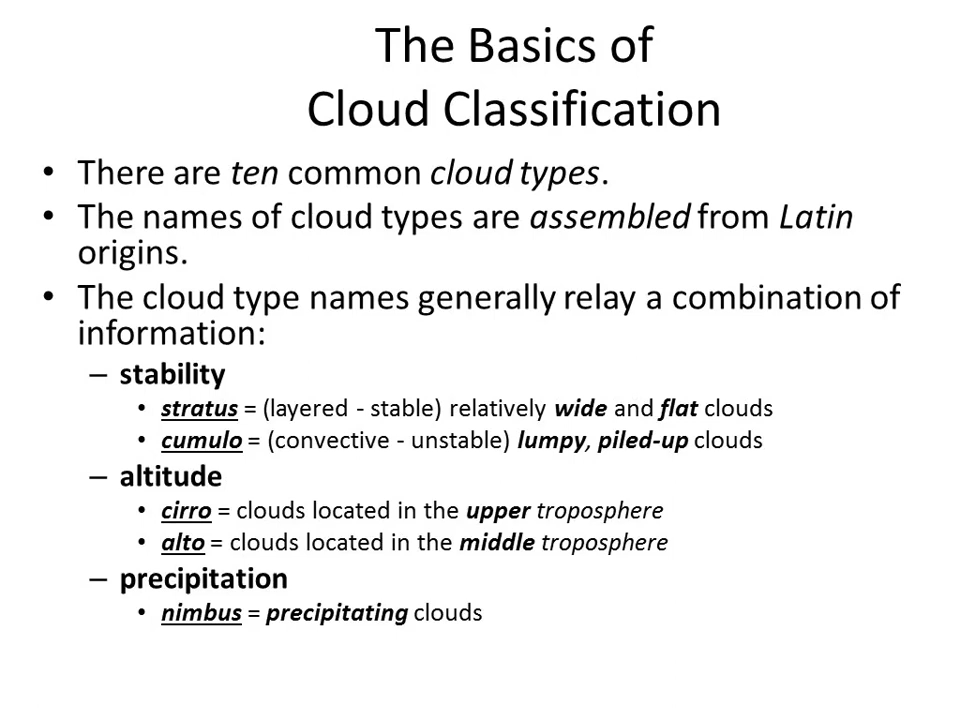 The Basics of
Cloud Classification
• There are ten common cloud types.
• The names of cloud types are assembled from Latin
origins.
• The cloud type names generally relay a combination of
information:
– stability
• stratus = (layered - stable) relatively wide and flat clouds
• cumulo = (convective - unstable) lumpy, piled-up clouds
– altitude
• cirro = clouds located in the upper troposphere
• alto = clouds located in the middle troposphere
– precipitation
• nimbus = precipitating clouds